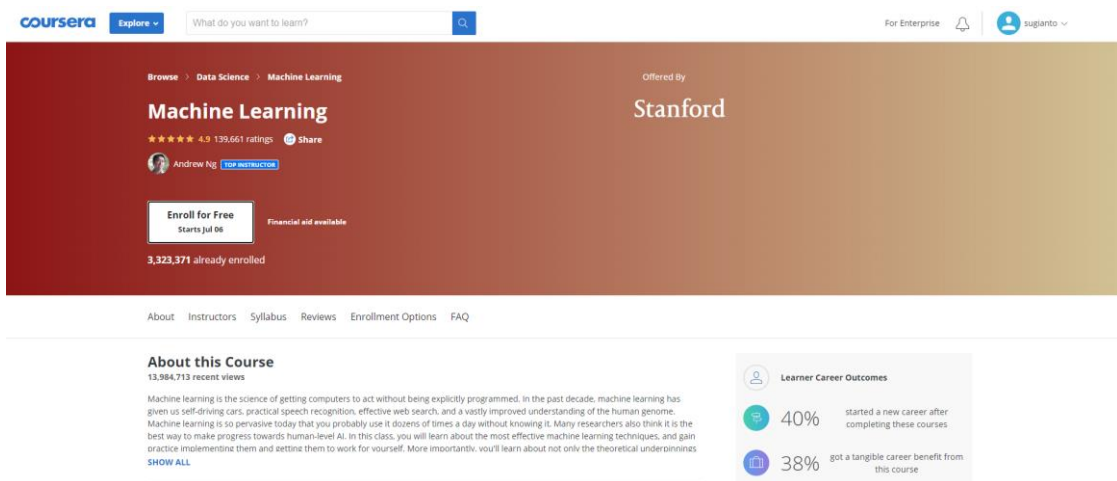 coursera
Explore
What do you want to learn?
For Enterprise
sugianto
Browse > Data Science > Machine Learning
Offered By
Machine Learning
Stanford
4.9 139,661 ratings Share
Andrew Ng TOP INSTRUCTOR
Enroll for Free
Starts Jul 06
Financial aid available
3,323,371 already enrolled
About Instructors Syllabus Reviews Enrollment Options FAQ
About this Course
13,984,713 recent views
Machine learning is the science of getting computers to act without being explicitly programmed. In the past decade, machine learning has
given us self-driving cars, practical speech recognition, effective web search, and a vastly improved understanding of the human genome.
Machine learning is so pervasive today that you probably use it dozens of times a day without knowing it. Many researchers also think it is the
best way to make progress towards human-level AI. In this class, you will learn about the most effective machine learning techniques, and gain
practice implementing them and getting them to work for yourself. More importantly, you'll learn about not only the theoretical underpinnings
SHOW ALL
Learner Career Outcomes
40%
started a new career after
completing these courses
38%
got a tangible career benefit from
this course